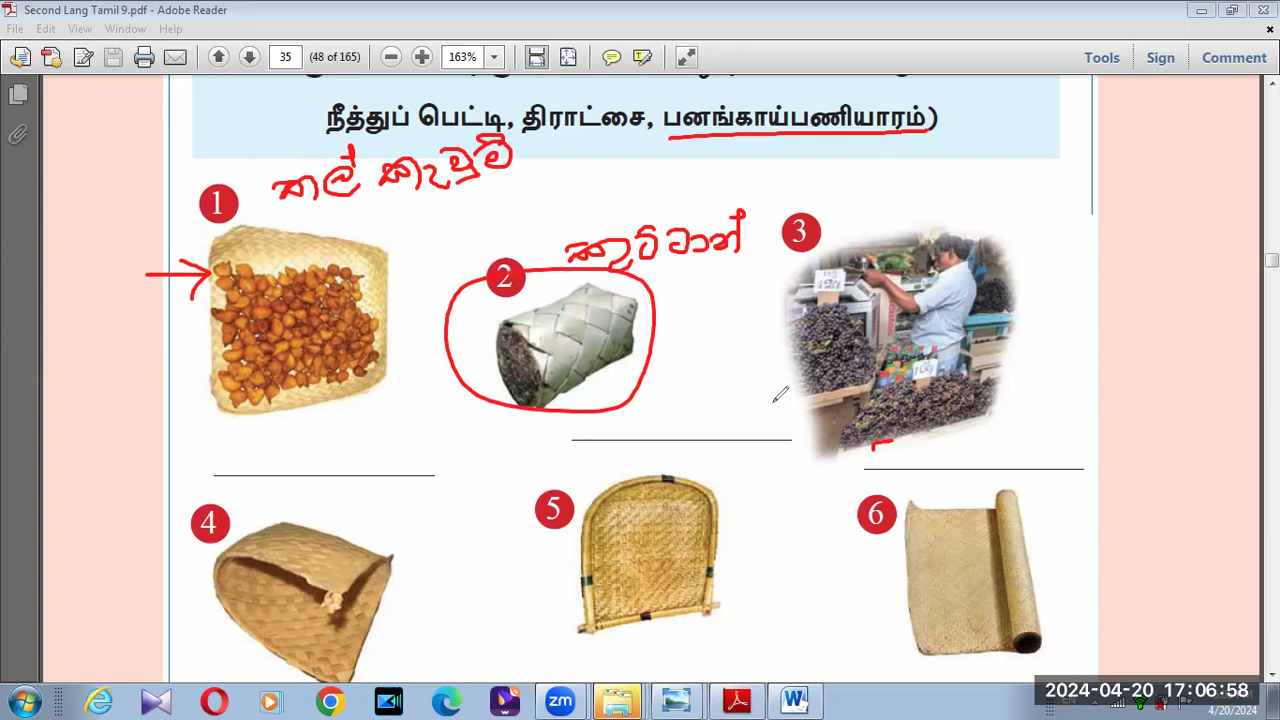 Second Lang Tamil 9.pdf - Adobe Reader
File Edit View Window Help
35 (48 of 165) 163% Tools Sign Comment
நீத்துப் பெட்டி, திராட்சை, பனங்காய்பணியாரம்)
තල් කැවුම්
1
කුට්ටාන්
2
3
4
5
6
zm
W
EN
2024-04-20 17:06:58
4/20/2024